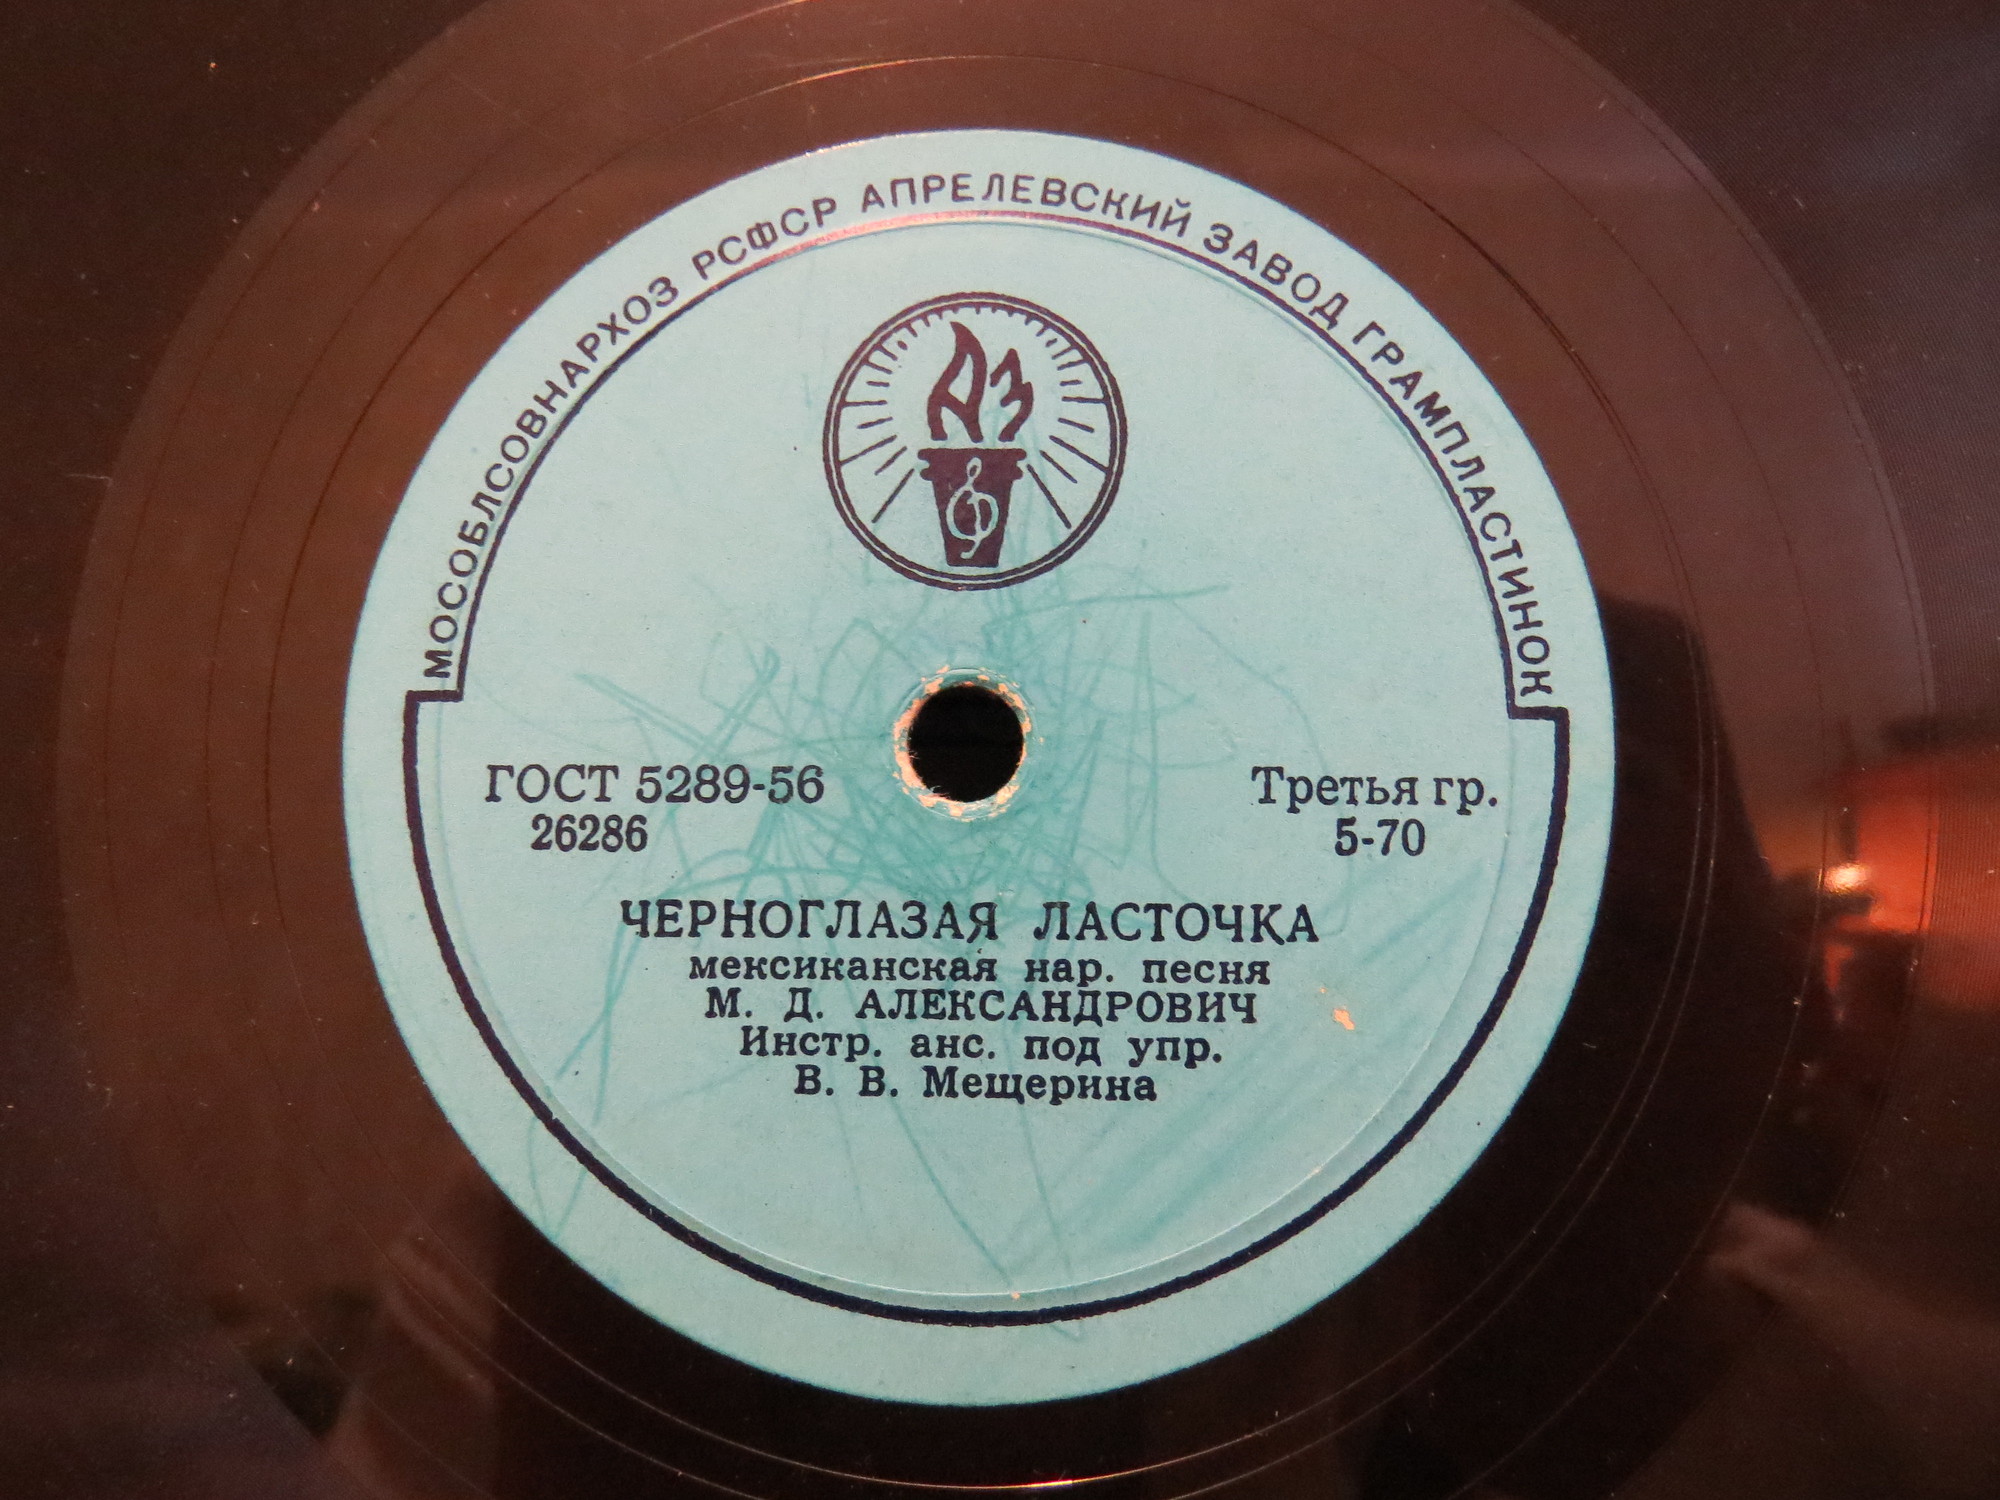 МОСОБЛСОВНАРХОЗ РСФСР АПРЕЛЕВСКИЙ ЗАВОД ГРАМПЛАСТИНОК
АЗ
ГОСТ 5289-56 Третья гр.
26286 5-70
ЧЕРНОГЛАЗАЯ ЛАСТОЧКА
мексиканская нар. песня
М. Д. АЛЕКСАНДРОВИЧ
Инстр. анс. под упр.
В. В. Мещерина